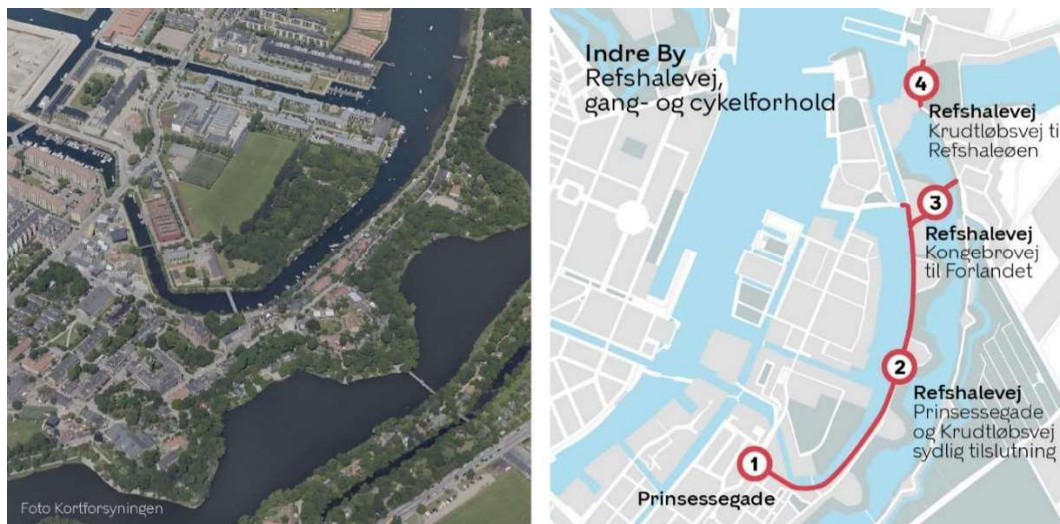 Foto Kortforsyningen
Indre By
Refshalevej,
gang- og cykelforhold
4
Refshalevej
Krudtløbsvej til
Refshaleøen
3
Refshalevej
Kongebrovej
til Forlandet
2
Refshalevej
Prinsessegade
og Krudtløbsvej
sydlig tilslutning
1
Prinsessegade